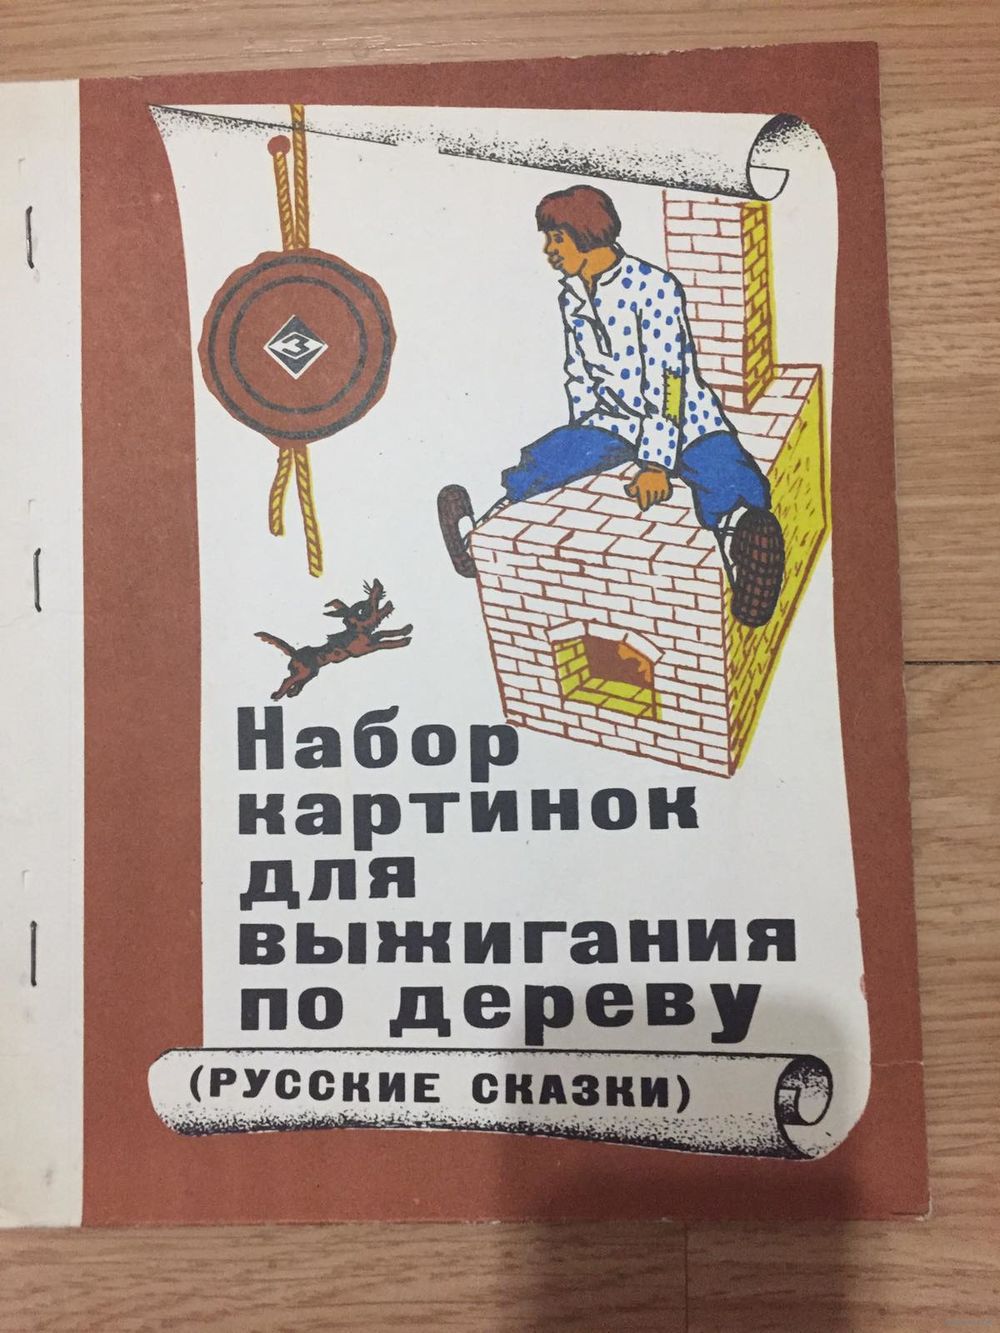 Набор
картинок
для
выжигания
по дереву
(РУССКИЕ СКАЗКИ)